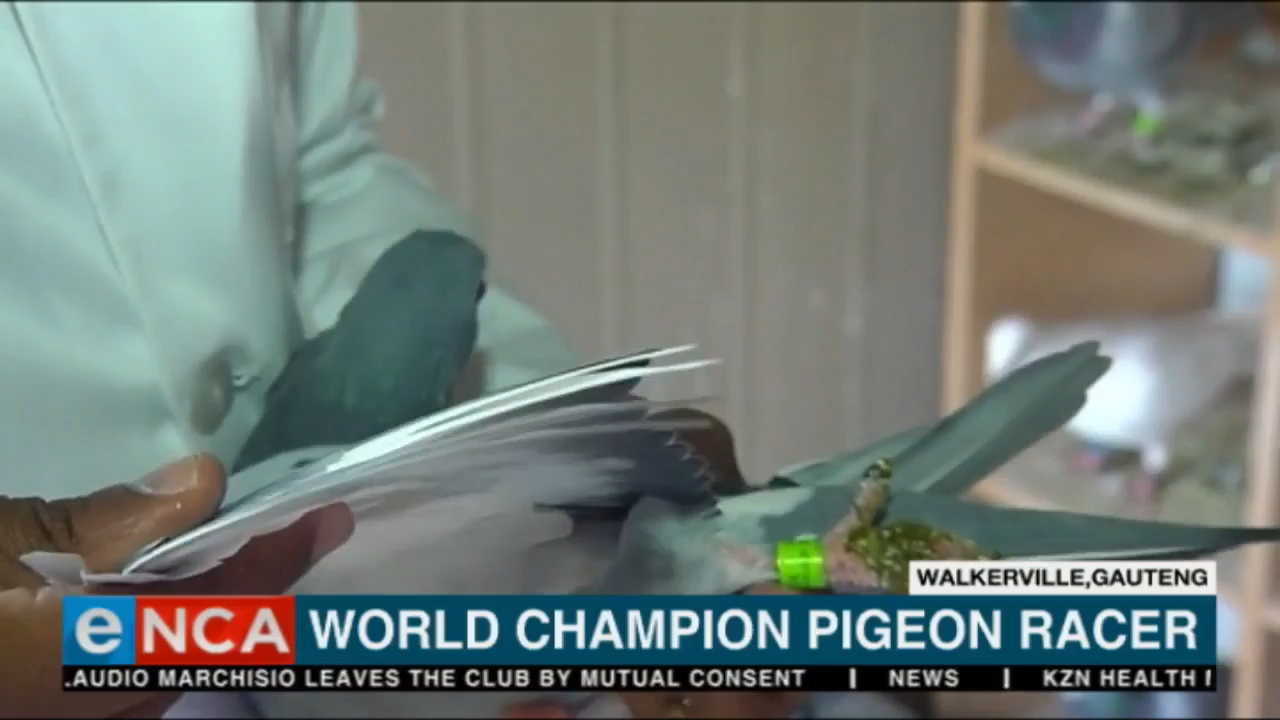 WALKERVILLE,GAUTENG
eNCA WORLD CHAMPION PIGEON RACER
.AUDIO MARCHISIO LEAVES THE CLUB BY MUTUAL CONSENT | NEWS | KZN HEALTH